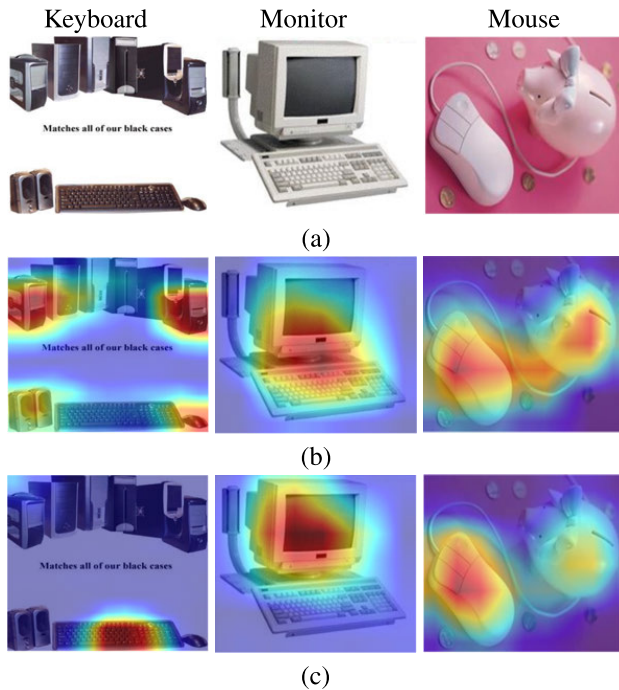 Keyboard Monitor Mouse
Matches all of our black cases
(a)
Matches all of our black cases
(b)
Matches all of our black cases
(c)